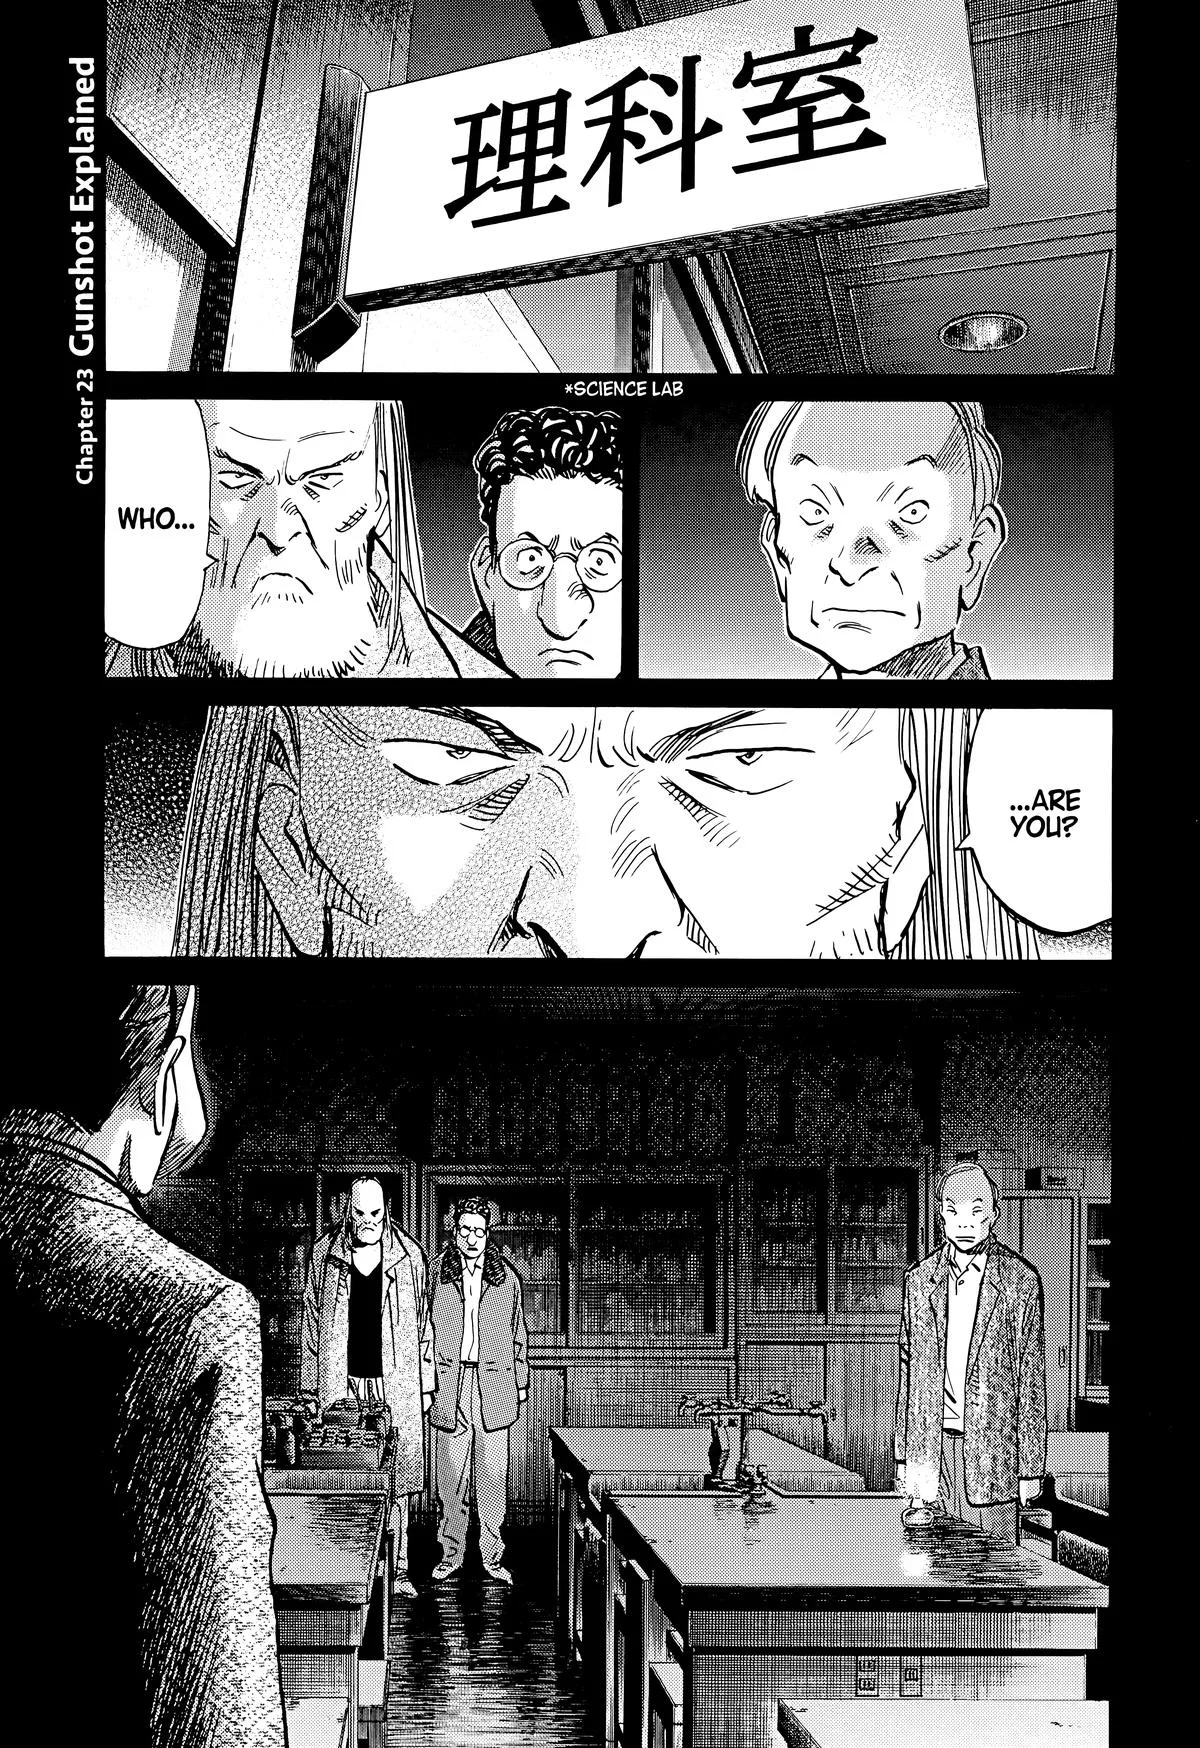 Chapter 23 Gunshot Explained
理科室
*SCIENCE LAB
WHO...
...ARE
YOU?